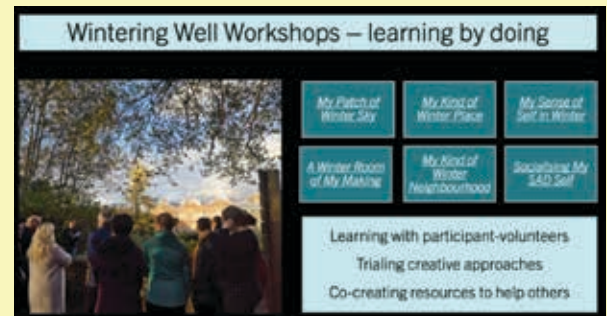 Wintering Well Workshops – learning by doing
My Patch of
Winter Sky
My Kind of
Winter Place
My Sense of
Self in Winter
A Winter Room
of My Making
My Kind of
Winter
Neighbourhood
Socialising My
SAD Self
Learning with participant-volunteers
Trialing creative approaches
Co-creating resources to help others